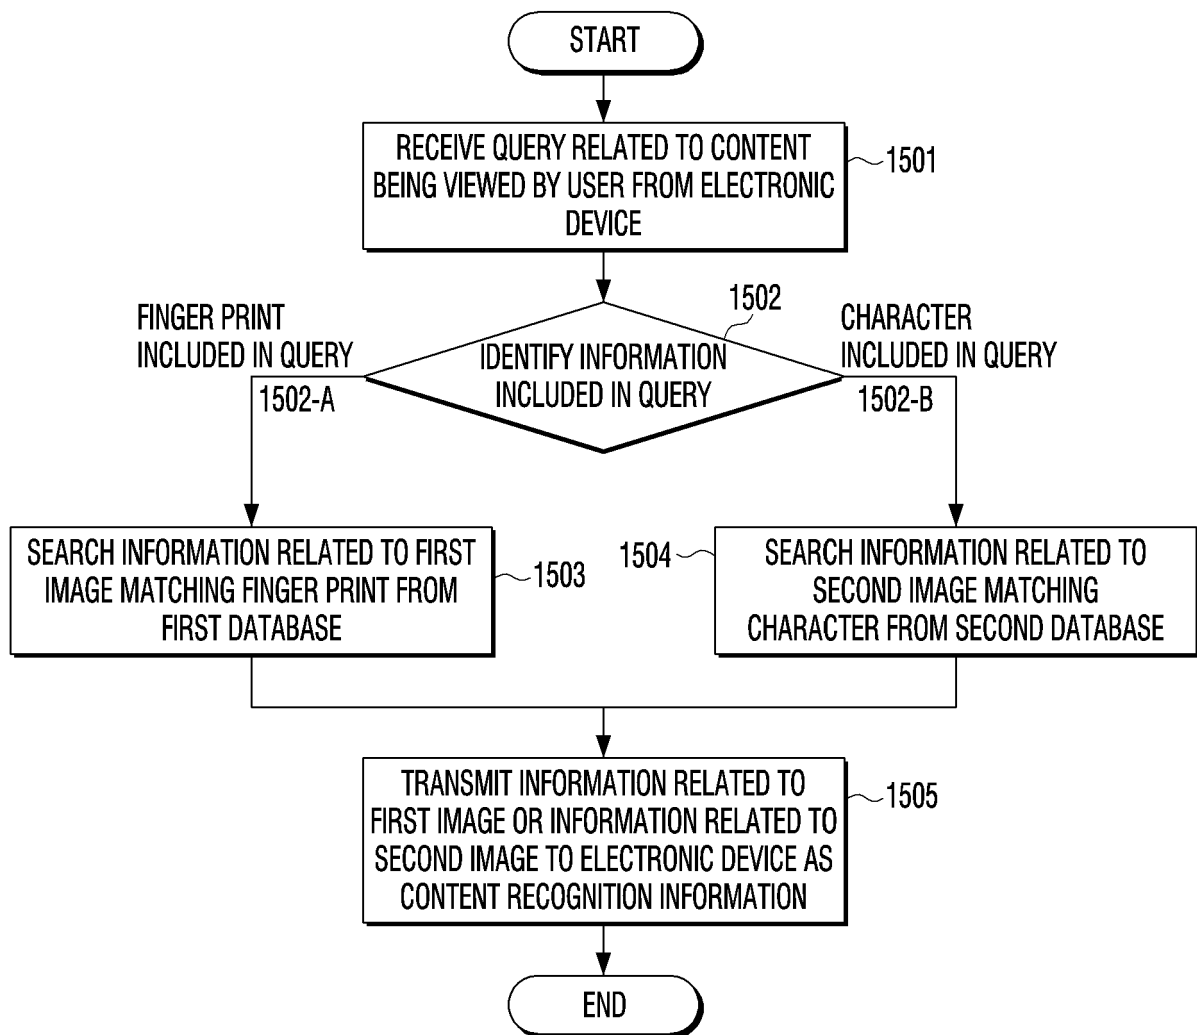 START
RECEIVE QUERY RELATED TO CONTENT
BEING VIEWED BY USER FROM ELECTRONIC
DEVICE
1501
1502
FINGER PRINT
INCLUDED IN QUERY
1502-A
IDENTIFY INFORMATION
INCLUDED IN QUERY
CHARACTER
INCLUDED IN QUERY
1502-B
SEARCH INFORMATION RELATED TO FIRST
IMAGE MATCHING FINGER PRINT FROM
FIRST DATABASE
1503
1504
SEARCH INFORMATION RELATED TO
SECOND IMAGE MATCHING
CHARACTER FROM SECOND DATABASE
TRANSMIT INFORMATION RELATED TO
FIRST IMAGE OR INFORMATION RELATED TO
SECOND IMAGE TO ELECTRONIC DEVICE AS
CONTENT RECOGNITION INFORMATION
1505
END